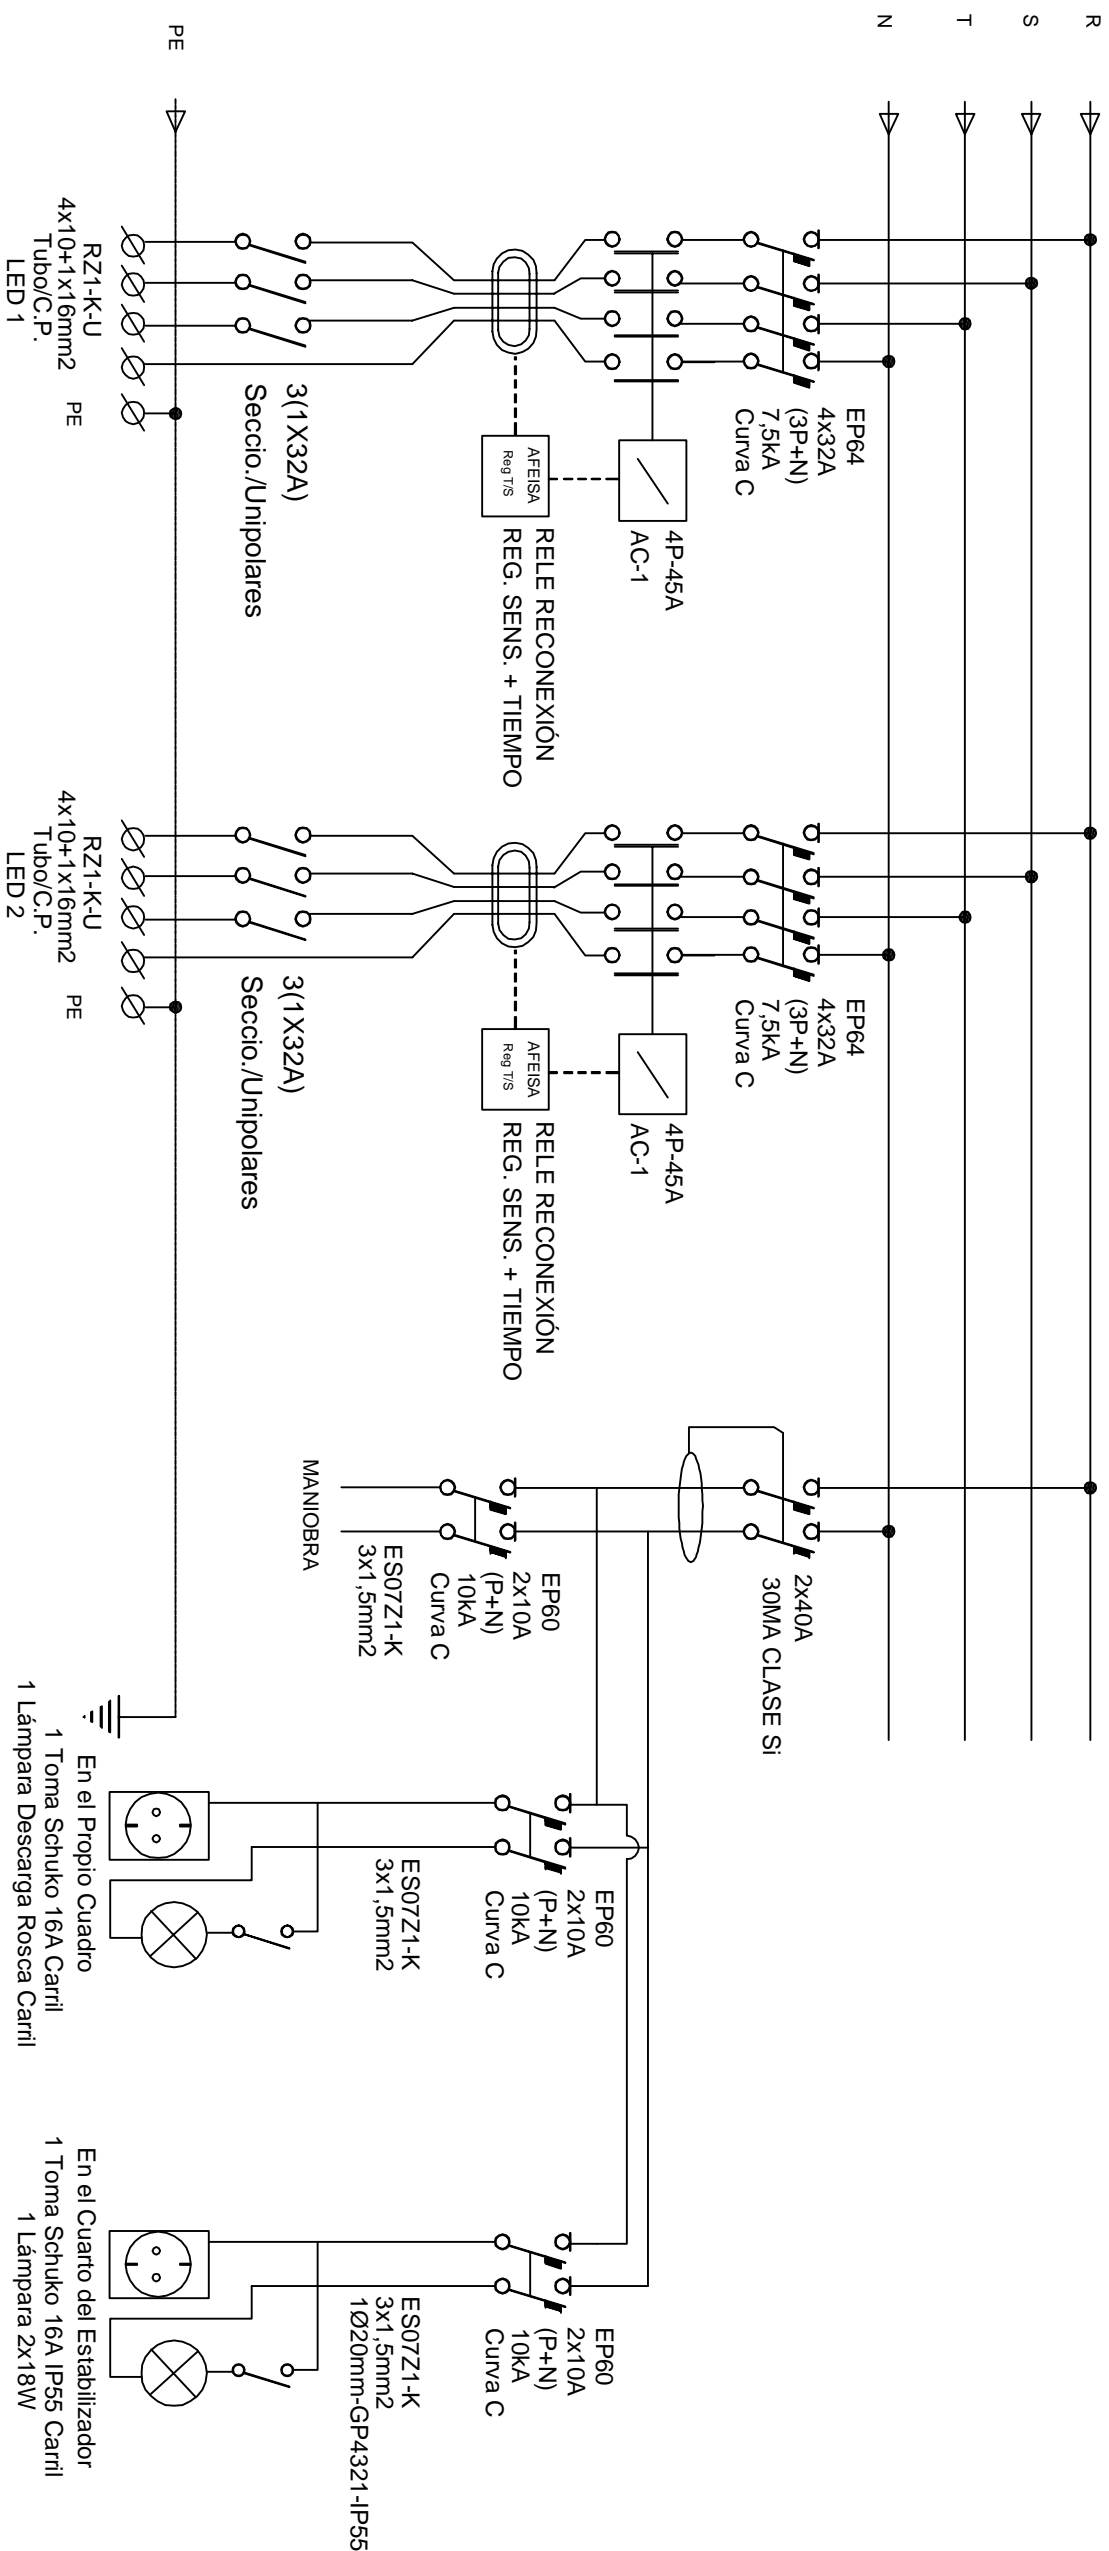 R
S
T
N
PE
EP64
4x32A
(3P+N)
7,5kA
Curva C
4P-45A
AC-1
AFEISA
Reg T/S
RELE RECONEXIÓN
REG. SENS. + TIEMPO
3(1X32A)
Seccio./Unipolares
PE
RZ1-K-U
4x10+1x16mm2
Tubo/C.P.
LED 1
EP64
4x32A
(3P+N)
7,5kA
Curva C
4P-45A
AC-1
AFEISA
Reg T/S
RELE RECONEXIÓN
REG. SENS. + TIEMPO
3(1X32A)
Seccio./Unipolares
PE
RZ1-K-U
4x10+1x16mm2
Tubo/C.P.
LED 2
2x40A
30MA CLASE Si
EP60
2x10A
(P+N)
10kA
Curva C
ES07Z1-K
3x1,5mm2
MANIOBRA
EP60
2x10A
(P+N)
10kA
Curva C
ES07Z1-K
3x1,5mm2
En el Propio Cuadro
1 Toma Schuko 16A Carril
1 Lámpara Descarga Rosca Carril
EP60
2x10A
(P+N)
10kA
Curva C
ES07Z1-K
3x1,5mm2
1Ø20mm-GP4321-IP55
En el Cuarto del Estabilizador
1 Toma Schuko 16A IP55 Carril
1 Lámpara 2x18W